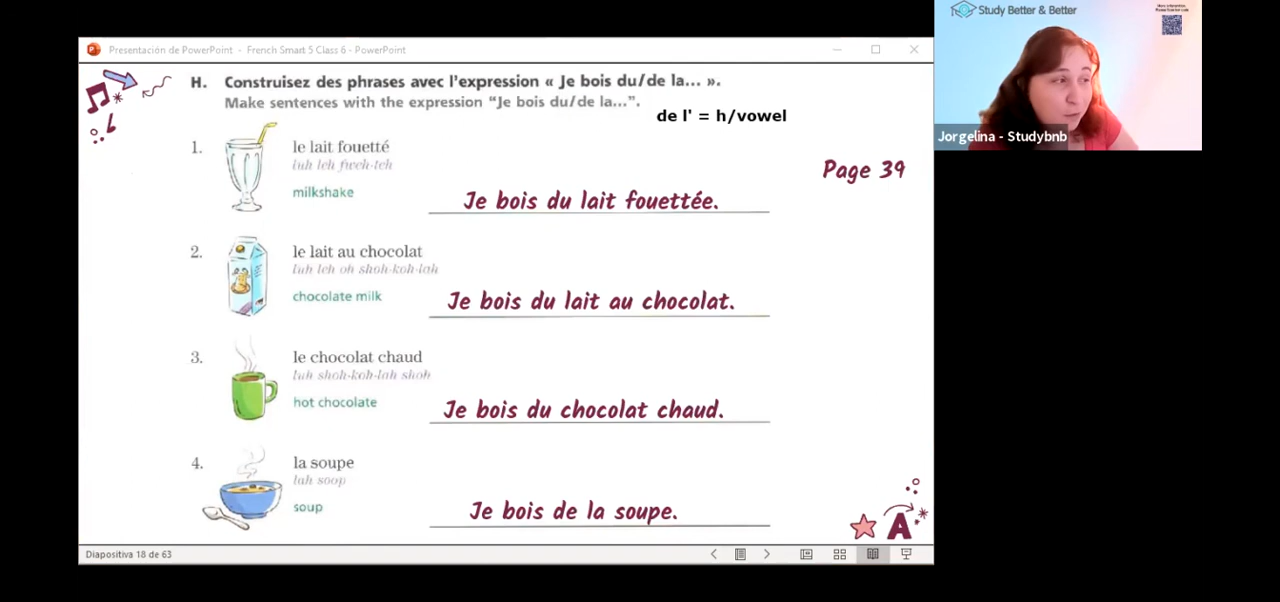 Presentación de PowerPoint - French Smart 5 Class 6 - PowerPoint
H. Construisez des phrases avec l'expression « Je bois du/de la... ».
Make sentences with the expression "Je bois du/de la...".
de l' = h/vowel
Page 39
1. le lait fouetté
luh leh fweh-teh
milkshake
Je bois du lait fouettée.
2. le lait au chocolat
luh leh oh shoh-koh-lah
chocolate milk
Je bois du lait au chocolat.
3. le chocolat chaud
luh shoh-koh-lah shoh
hot chocolate
Je bois du chocolat chaud.
4. la soupe
lah soop
soup
Je bois de la soupe.
A
Diapositiva 18 de 63
Study Better & Better
Jorgelina - Studybnb